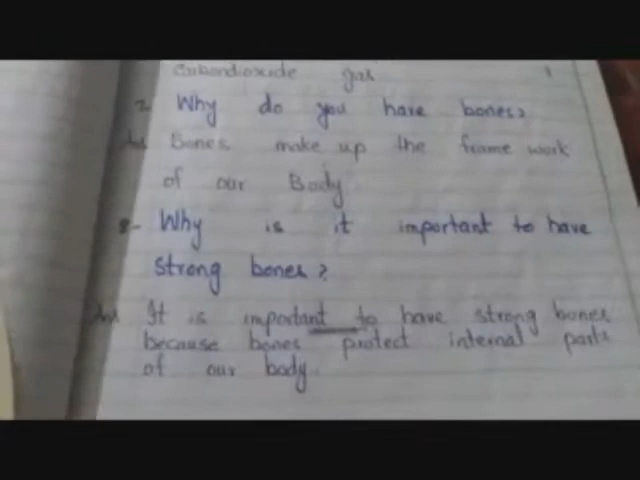 Cubondioxude gas
7. Why do you have bones?
Ans Bones make up the frame work
of our Body
8- Why is it important to have
strong bones?
Ans It is important to have strong bones
because bones protect internal parts
of our body